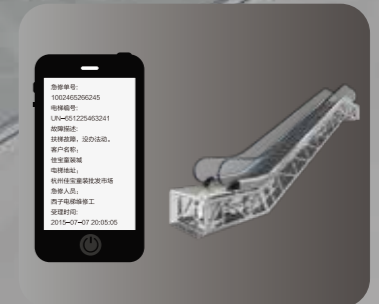 急修单号:
1002465266245
电梯编号:
UN-651225463241
故障描述:
扶梯故障，没办法动。
客户名称:
佳宝童装城
电梯地址:
杭州佳宝童装批发市场
急修人员:
西子电梯维修工
受理时间:
2015-07-07 20:05:05